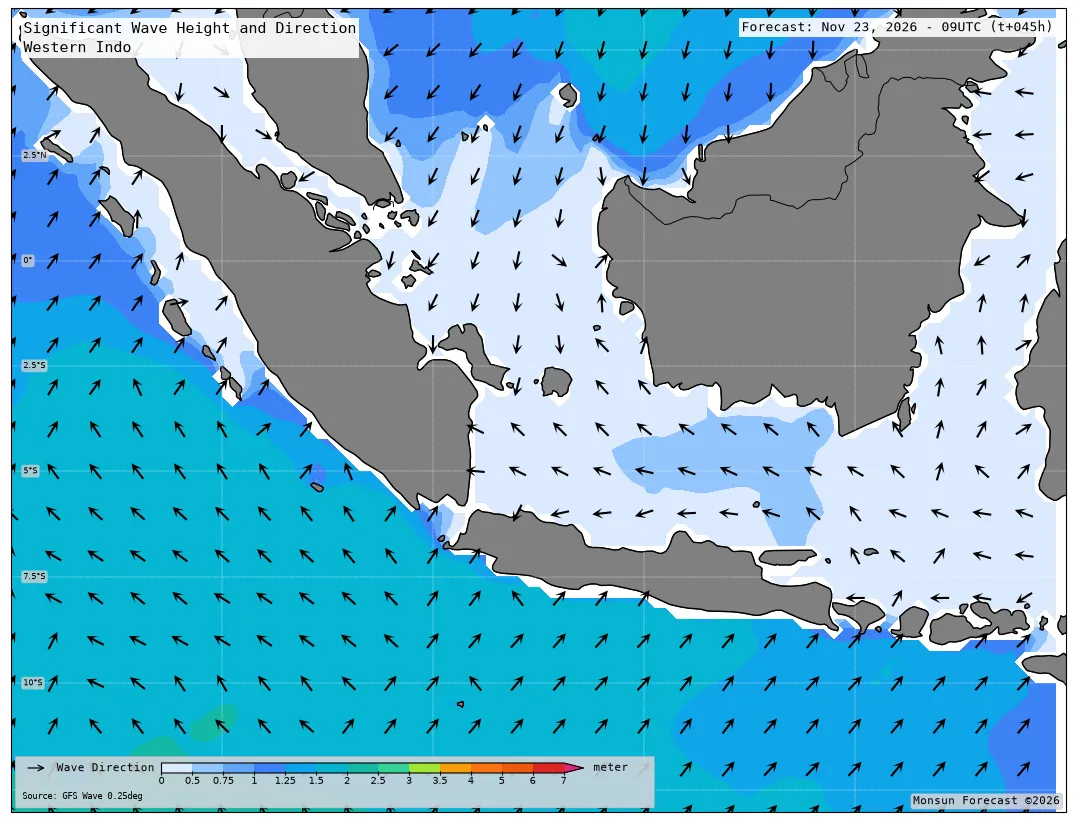 Significant Wave Height and Direction
Western Indo
Forecast: Nov 23, 2026 - 09UTC (t+045h)
2.5°N
0°
2.5°S
5°S
7.5°S
10°S
Wave Direction
0 0.5 0.75 1 1.25 1.5 2 2.5 3 3.5 4 5 6 7
meter
Source: GFS Wave 0.25deg
Monsun Forecast ©2026